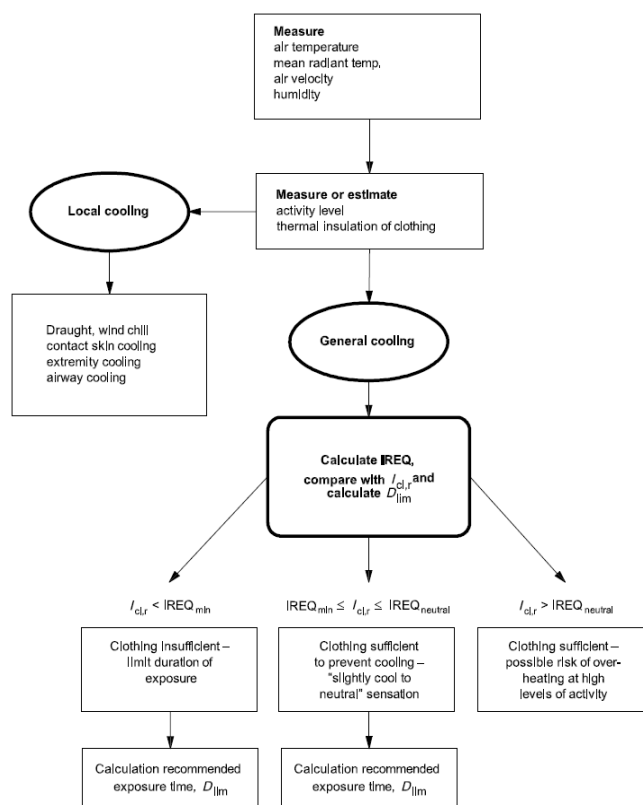 Measure
air temperature
mean radiant temp.
air velocity
humidity
Measure or estimate
activity level
thermal insulation of clothing
Local cooling
Draught, wind chill
contact skin cooling
extremity cooling
airway cooling
General cooling
Calculate IREQ,
compare with Icl,r and
calculate Dlim
Icl,r < IREQmin
IREQmin ≤ Icl,r ≤ IREQneutral
Icl,r > IREQneutral
Clothing insufficient –
limit duration of
exposure
Clothing sufficient
to prevent cooling –
"slightly cool to
neutral" sensation
Clothing sufficient –
possible risk of over-
heating at high
levels of activity
Calculation recommended
exposure time, Dlim
Calculation recommended
exposure time, Dlim